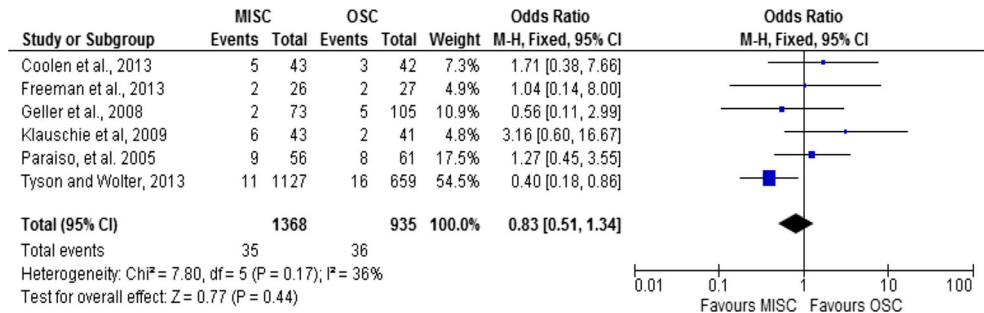 MISC OSC Odds Ratio Odds Ratio
Study or Subgroup Events Total Events Total Weight M-H, Fixed, 95% CI M-H, Fixed, 95% CI
Coolen et al., 2013 5 43 3 42 7.3% 1.71 [0.38, 7.66]
Freeman et al., 2013 2 26 2 27 4.9% 1.04 [0.14, 8.00]
Geller et al., 2008 2 73 5 105 10.9% 0.56 [0.11, 2.99]
Klauschie et al, 2009 6 43 2 41 4.8% 3.16 [0.60, 16.67]
Paraiso, et al. 2005 9 56 8 61 17.5% 1.27 [0.45, 3.55]
Tyson and Wolter, 2013 11 1127 16 659 54.5% 0.40 [0.18, 0.86]
Total (95% CI) 1368 935 100.0% 0.83 [0.51, 1.34]
Total events 35 36
Heterogeneity: Chi² = 7.80, df = 5 (P = 0.17); I² = 36%
Test for overall effect: Z = 0.77 (P = 0.44)
0.01 0.1 1 10 100
Favours MISC Favours OSC